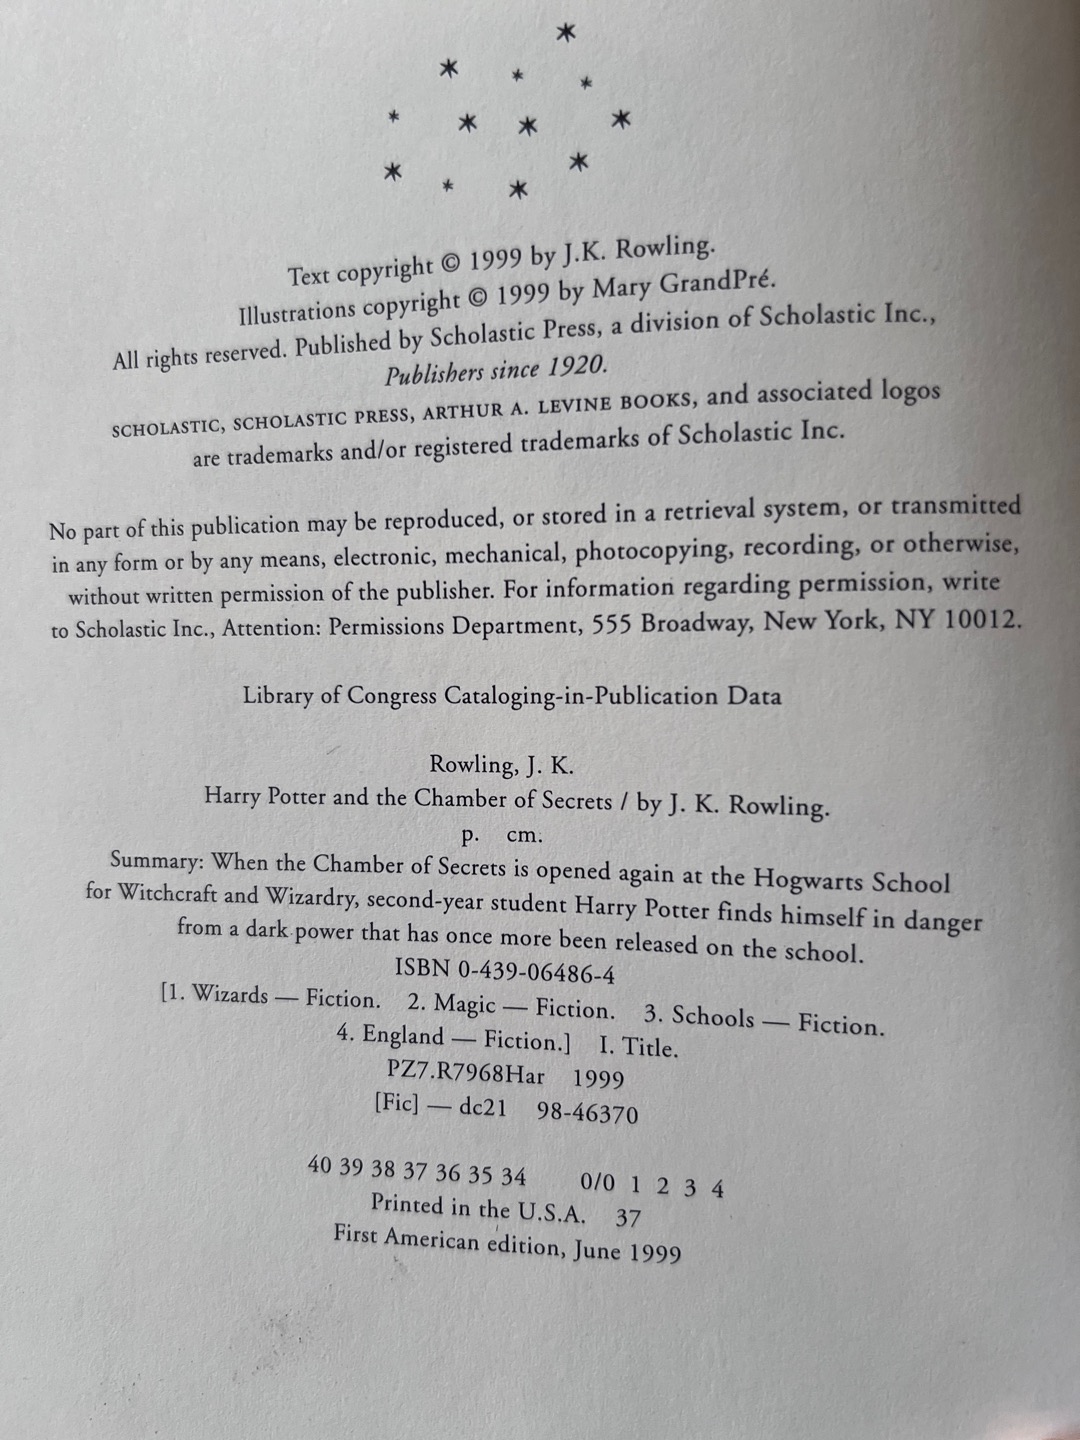 Text copyright © 1999 by J.K. Rowling.
Illustrations copyright © 1999 by Mary GrandPré.
All rights reserved. Published by Scholastic Press, a division of Scholastic Inc.,
Publishers since 1920.
SCHOLASTIC, SCHOLASTIC PRESS, ARTHUR A. LEVINE BOOKS, and associated logos
are trademarks and/or registered trademarks of Scholastic Inc.
No part of this publication may be reproduced, or stored in a retrieval system, or transmitted
in any form or by any means, electronic, mechanical, photocopying, recording, or otherwise,
without written permission of the publisher. For information regarding permission, write
to Scholastic Inc., Attention: Permissions Department, 555 Broadway, New York, NY 10012.
Library of Congress Cataloging-in-Publication Data
Rowling, J. K.
Harry Potter and the Chamber of Secrets / by J. K. Rowling.
p. cm.
Summary: When the Chamber of Secrets is opened again at the Hogwarts School
for Witchcraft and Wizardry, second-year student Harry Potter finds himself in danger
from a dark power that has once more been released on the school.
ISBN 0-439-06486-4
[1. Wizards — Fiction. 2. Magic — Fiction. 3. Schools — Fiction.
4. England — Fiction.] I. Title.
PZ7.R7968Har 1999
[Fic] — dc21 98-46370
40 39 38 37 36 35 34 0/0 1 2 3 4
Printed in the U.S.A. 37
First American edition, June 1999